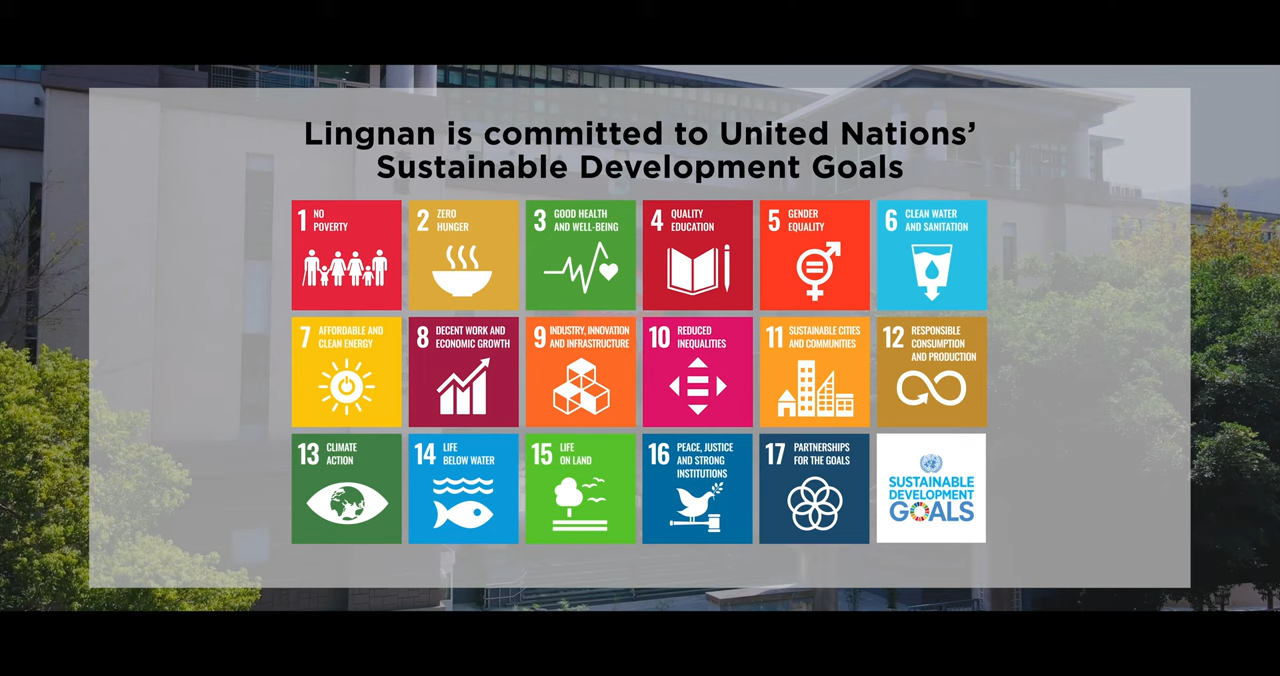 Lingnan is committed to United Nations’
Sustainable Development Goals
1 NO
POVERTY
2 ZERO
HUNGER
3 GOOD HEALTH
AND WELL-BEING
4 QUALITY
EDUCATION
5 GENDER
EQUALITY
6 CLEAN WATER
AND SANITATION
7 AFFORDABLE AND
CLEAN ENERGY
8 DECENT WORK AND
ECONOMIC GROWTH
9 INDUSTRY, INNOVATION
AND INFRASTRUCTURE
10 REDUCED
INEQUALITIES
11 SUSTAINABLE CITIES
AND COMMUNITIES
12 RESPONSIBLE
CONSUMPTION
AND PRODUCTION
13 CLIMATE
ACTION
14 LIFE
BELOW WATER
15 LIFE
ON LAND
16 PEACE, JUSTICE
AND STRONG
INSTITUTIONS
17 PARTNERSHIPS
FOR THE GOALS
SUSTAINABLE
DEVELOPMENT
GOALS